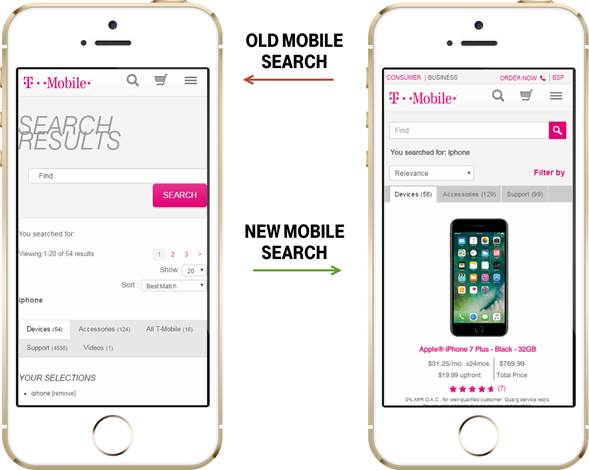 T · · Mobile·
SEARCH
RESULTS
Find
SEARCH
You searched for:
Viewing 1-20 of 54 results
1 2 3 >
Show: 20
Sort : Best Match
iphone
Devices (54) Accessories (124) All T-Mobile (16)
Support (4538) Videos (1)
YOUR SELECTIONS
• iphone [remove]
OLD MOBILE
SEARCH
NEW MOBILE
SEARCH
CONSUMER | BUSINESS ORDER NOW | ESP
T · · Mobile·
Find
You searched for: iphone
Relevance Filter by
Devices (56) Accessories (129) Support (99)
Apple® iPhone 7 Plus - Black - 32GB
$31.25/mo. x24mos $769.99
$19.99 upfront Total Price
(7)
0% APR O.A.C. for well-qualified customer. Qual'g service req'd.